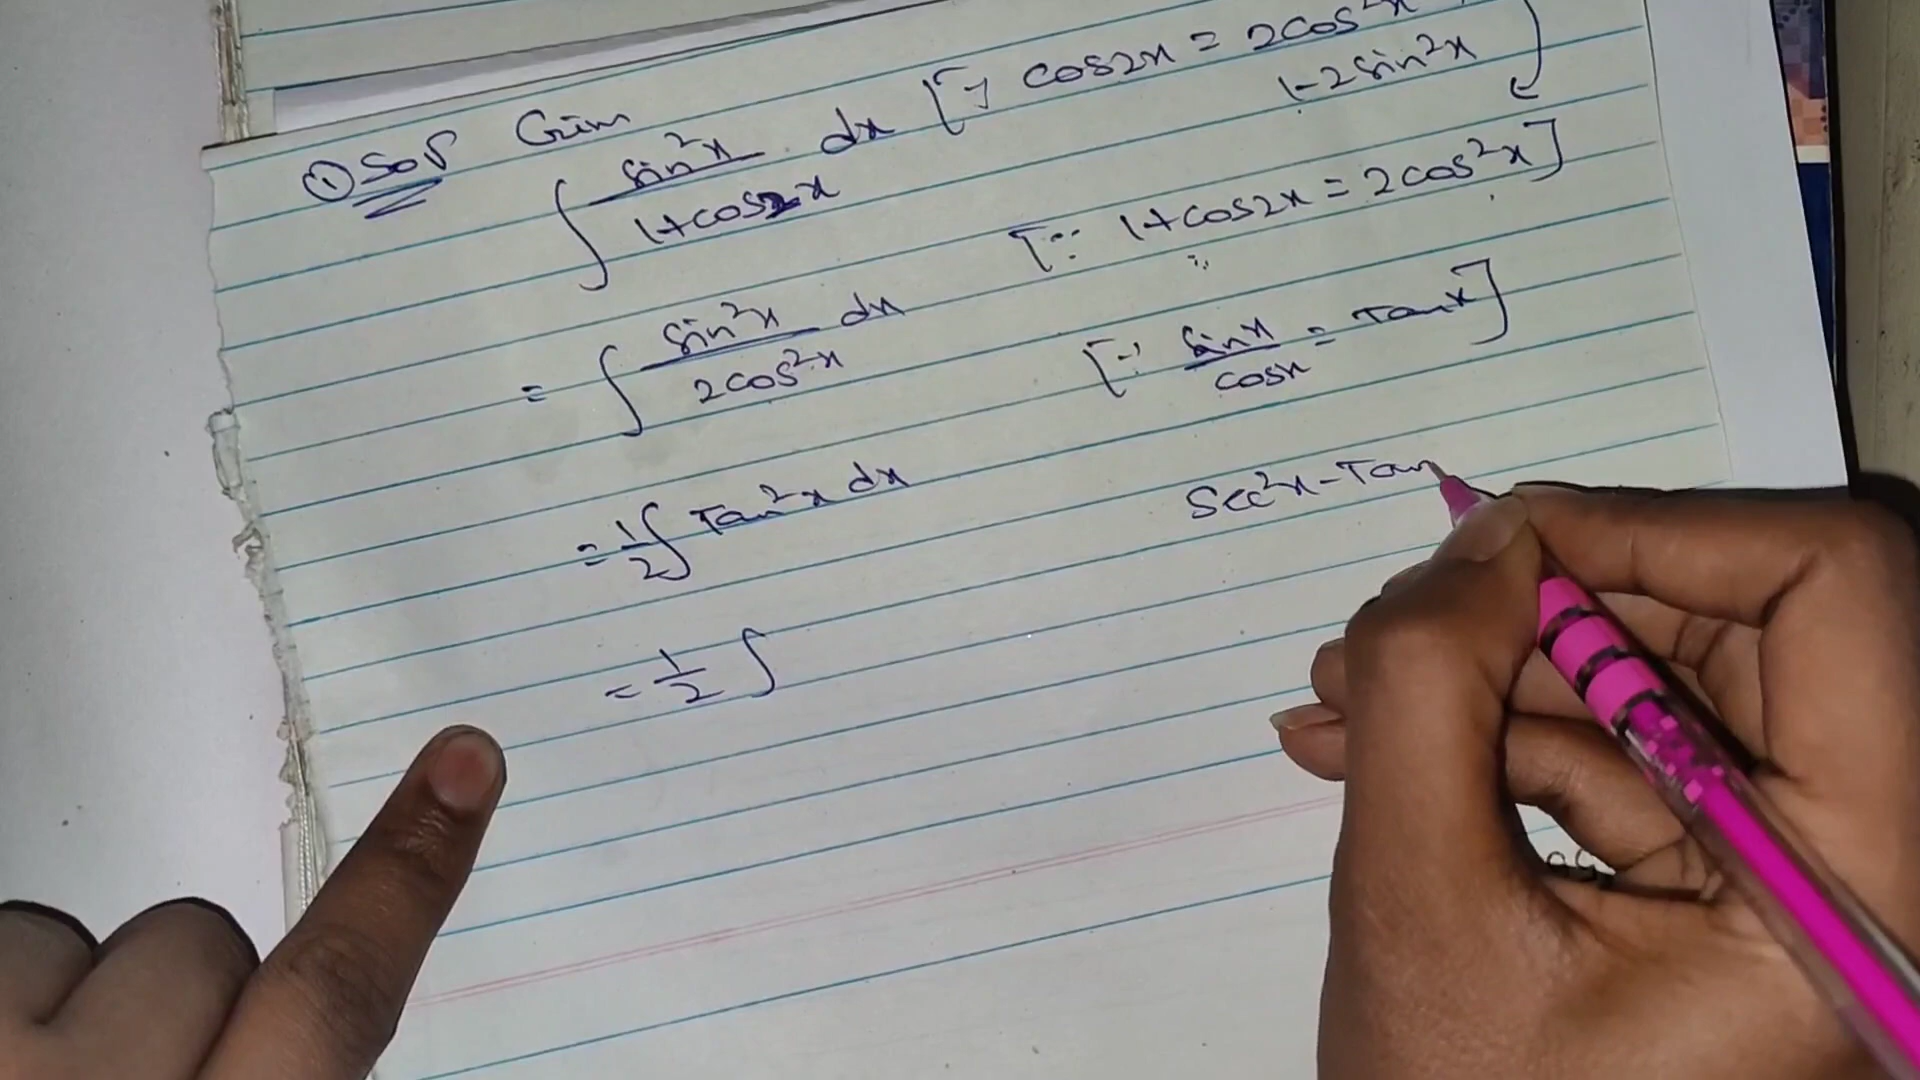 ① Sol Given
∫ sin²x / 1+cos2x dx [∵ cos2x = 2cos²x
1-2sin²x
[∵ 1+cos2x = 2cos²x]
= ∫ sin²x / 2cos²x dx
[∵ sinx / cosx = Tanx]
= 1/2 ∫ Tan²x dx
Sec²x - Tan
= 1/2 ∫